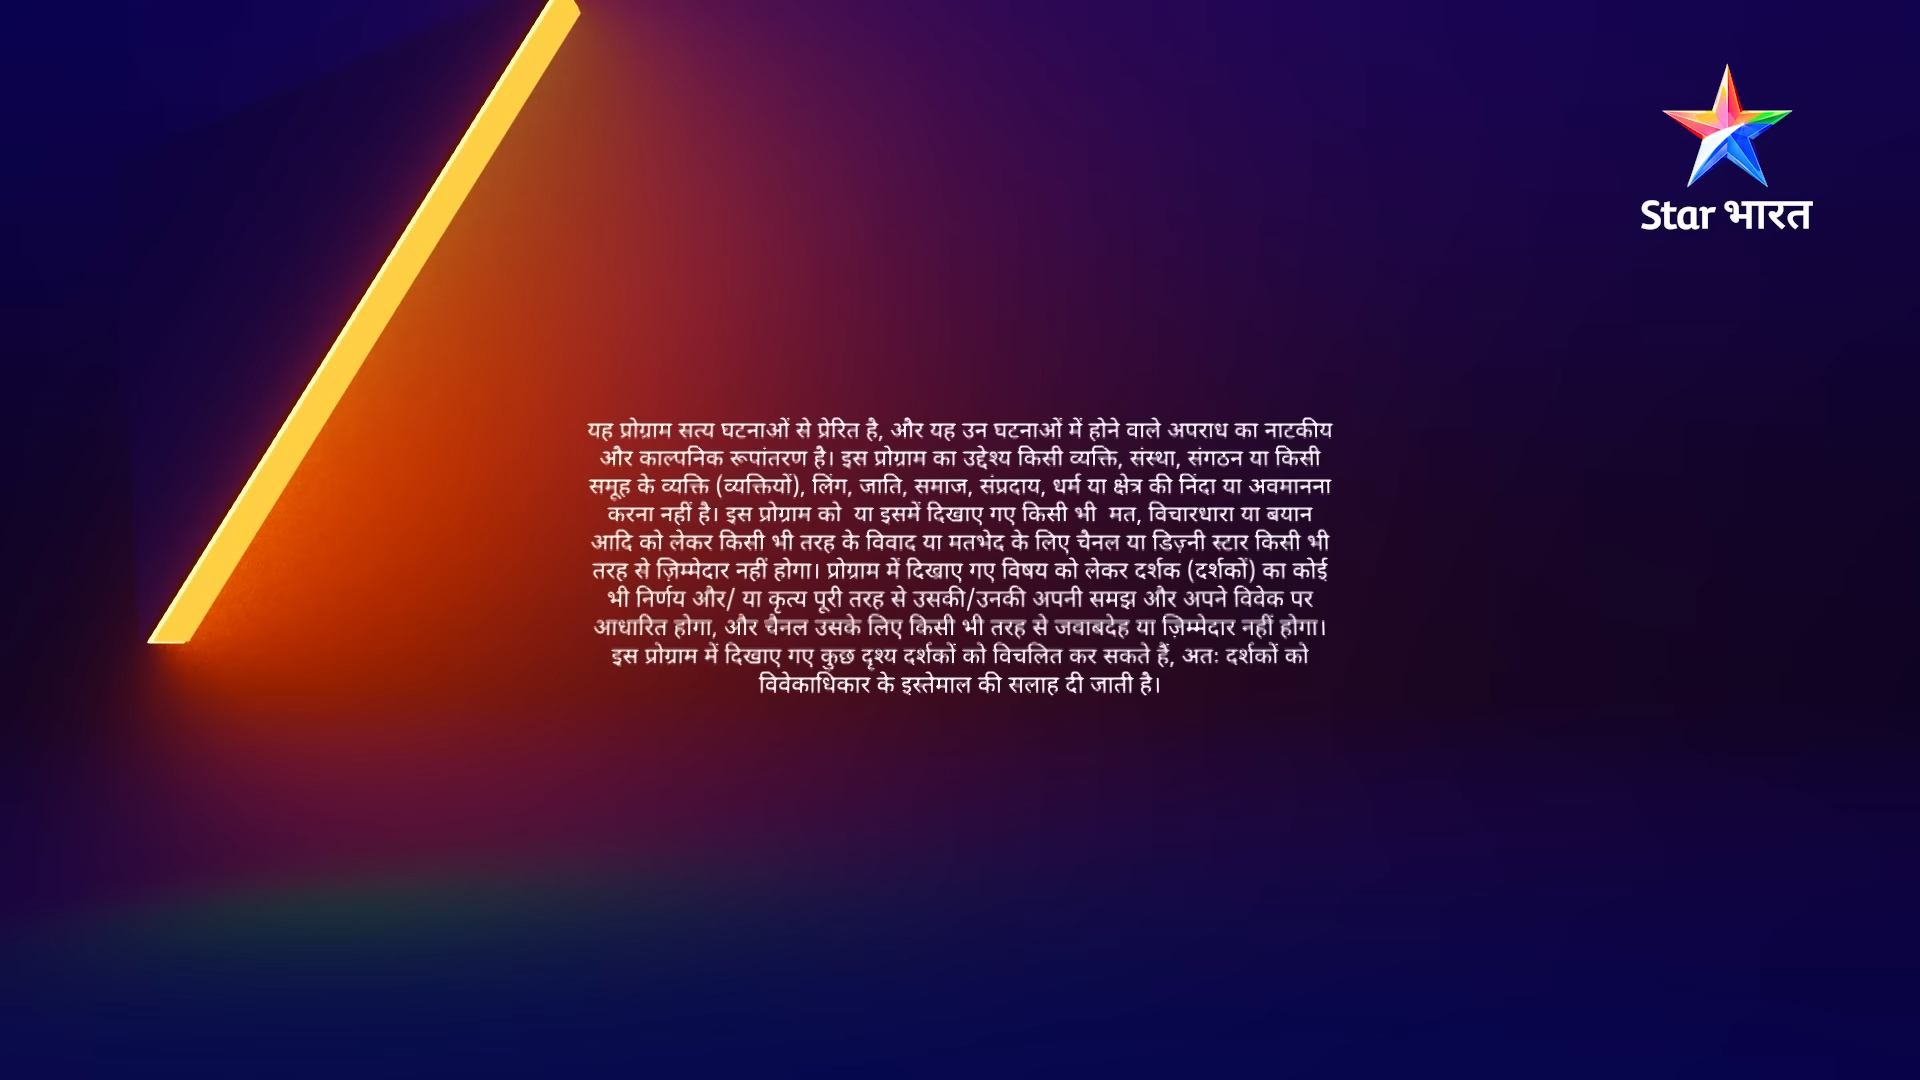 Star भारत
यह प्रोग्राम सत्य घटनाओं से प्रेरित है, और यह उन घटनाओं में होने वाले अपराध का नाटकीय
और काल्पनिक रूपांतरण है। इस प्रोग्राम का उद्देश्य किसी व्यक्ति, संस्था, संगठन या किसी
समूह के व्यक्ति (व्यक्तियों), लिंग, जाति, समाज, संप्रदाय, धर्म या क्षेत्र की निंदा या अवमानना
करना नहीं है। इस प्रोग्राम को या इसमें दिखाए गए किसी भी मत, विचारधारा या बयान
आदि को लेकर किसी भी तरह के विवाद या मतभेद के लिए चैनल या डिज़्नी स्टार किसी भी
तरह से ज़िम्मेदार नहीं होगा। प्रोग्राम में दिखाए गए विषय को लेकर दर्शक (दर्शकों) का कोई
भी निर्णय और/ या कृत्य पूरी तरह से उसकी/उनकी अपनी समझ और अपने विवेक पर
आधारित होगा, और चैनल उसके लिए किसी भी तरह से जवाबदेह या ज़िम्मेदार नहीं होगा।
इस प्रोग्राम में दिखाए गए कुछ दृश्य दर्शकों को विचलित कर सकते हैं, अतः दर्शकों को
विवेकाधिकार के इस्तेमाल की सलाह दी जाती है।